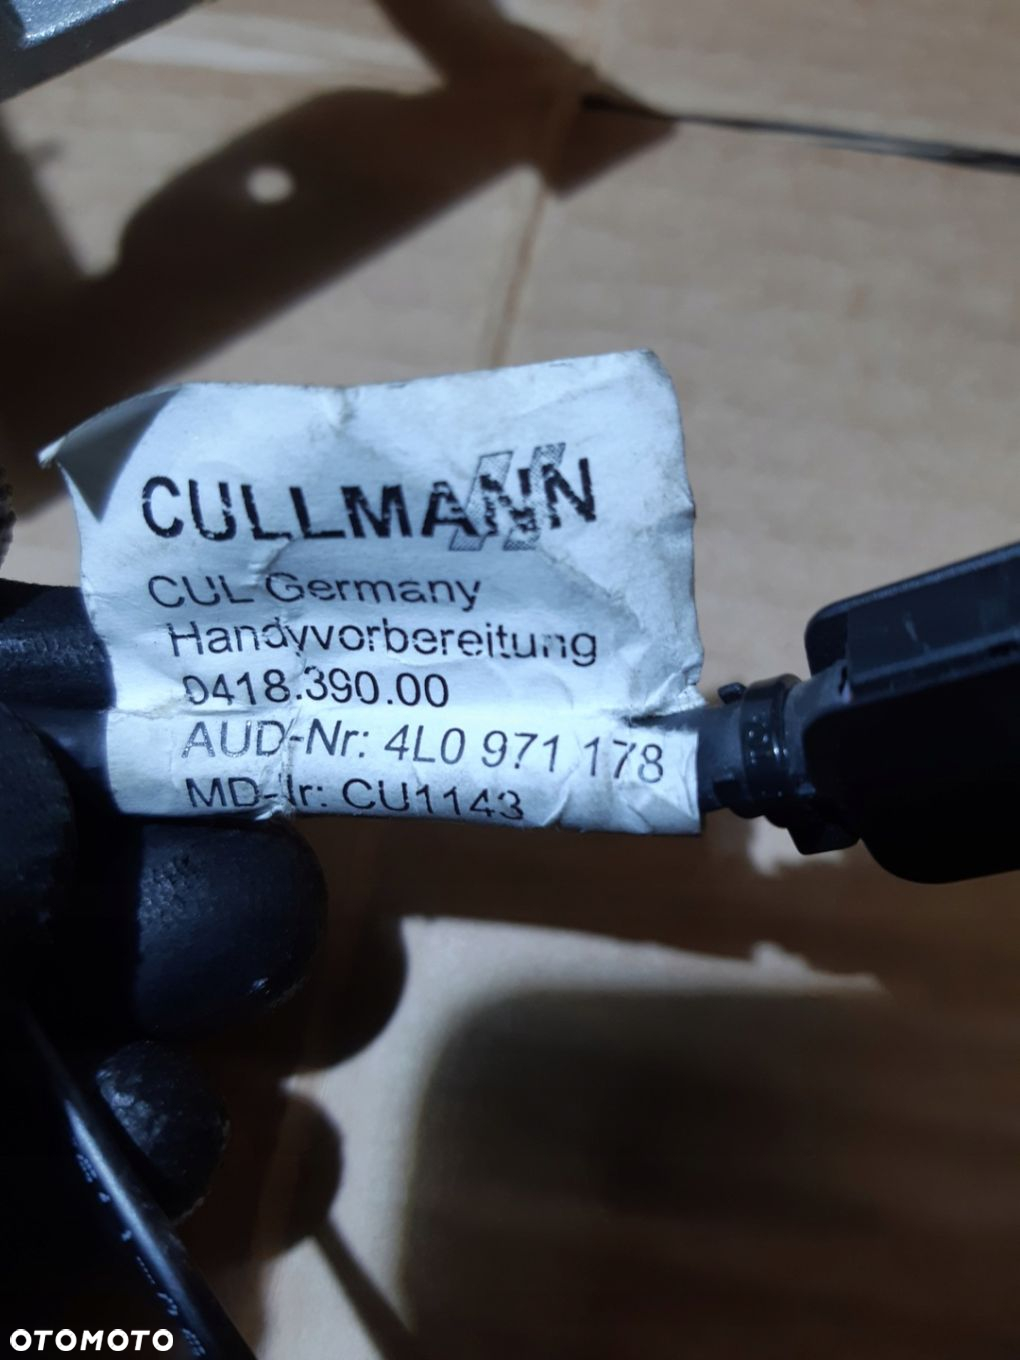 CULLMANN
CUL Germany
Handyvorbereitung
0418.390.00
AUD-Nr: 4L0 971 178
MD-Nr: CU1143
OTOMOTO